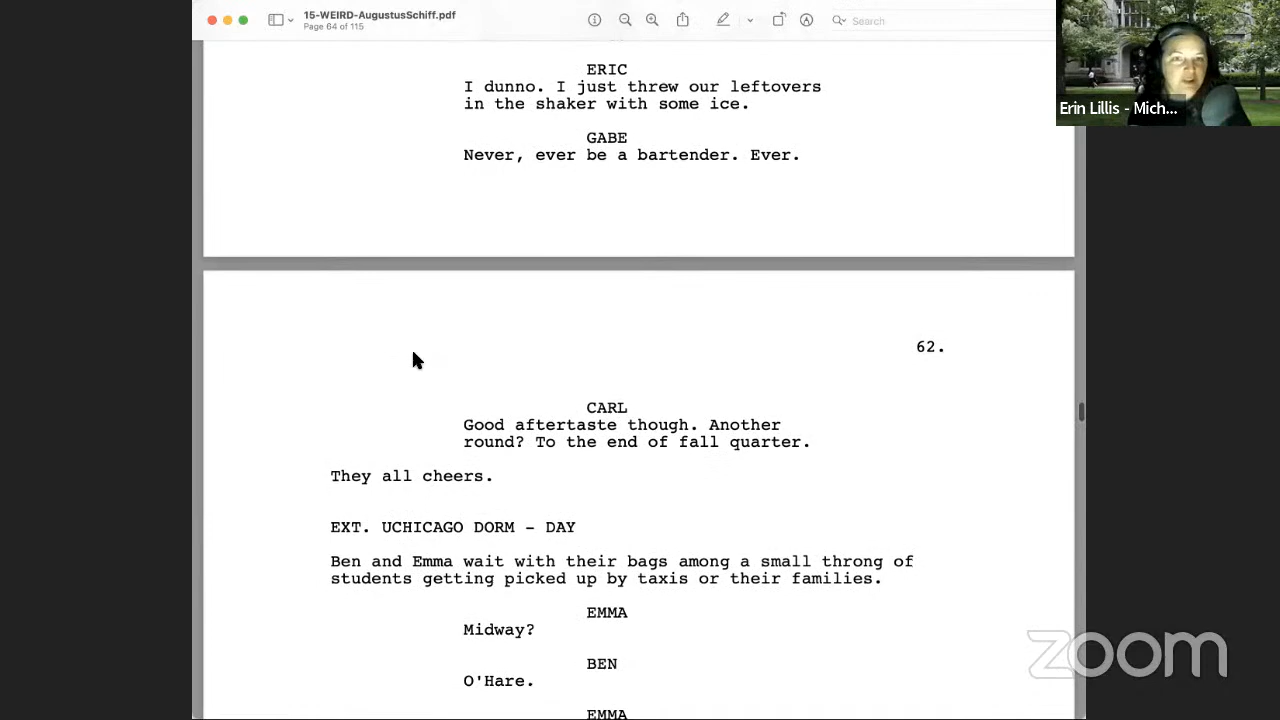 15-WEIRD-AugustusSchiff.pdf
Page 64 of 115
Search
Erin Lillis - Mich...
ERIC
I dunno. I just threw our leftovers
in the shaker with some ice.
GABE
Never, ever be a bartender. Ever.
62.
CARL
Good aftertaste though. Another
round? To the end of fall quarter.
They all cheers.
EXT. UCHICAGO DORM - DAY
Ben and Emma wait with their bags among a small throng of
students getting picked up by taxis or their families.
EMMA
Midway?
BEN
O'Hare.
EMMA
zoom